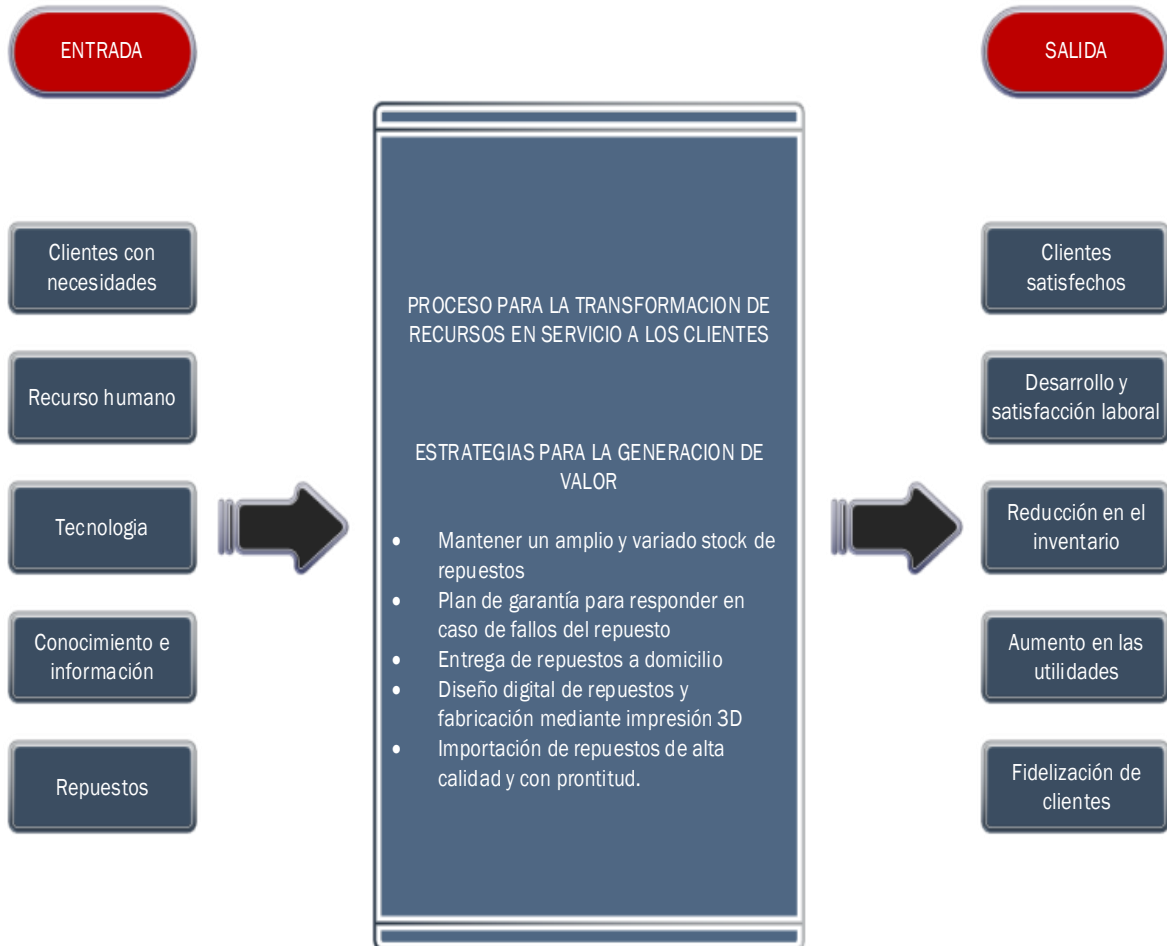 ENTRADA
Clientes con
necesidades
Recurso humano
Tecnologia
Conocimiento e
información
Repuestos
PROCESO PARA LA TRANSFORMACION DE
RECURSOS EN SERVICIO A LOS CLIENTES
ESTRATEGIAS PARA LA GENERACION DE
VALOR
• Mantener un amplio y variado stock de
repuestos
• Plan de garantía para responder en
caso de fallos del repuesto
• Entrega de repuestos a domicilio
• Diseño digital de repuestos y
fabricación mediante impresión 3D
• Importación de repuestos de alta
calidad y con prontitud.
SALIDA
Clientes
satisfechos
Desarrollo y
satisfacción laboral
Reducción en el
inventario
Aumento en las
utilidades
Fidelización de
clientes